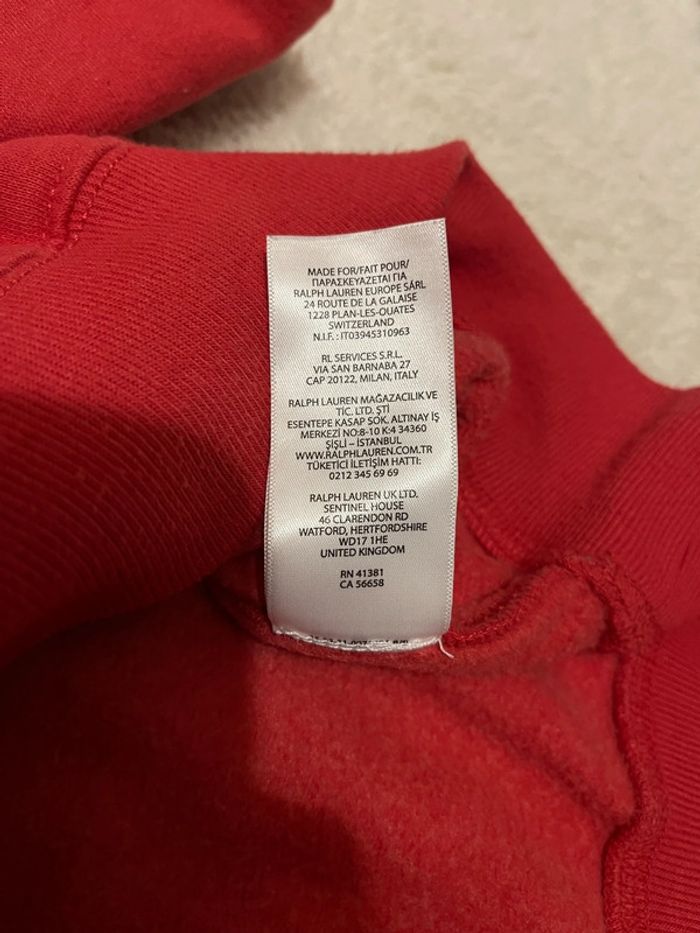 MADE FOR/FAIT POUR/
ΠΑΡΑΣΚΕΥΑΖΕΤΑΙ ΓΙΑ
RALPH LAUREN EUROPE SÁRL
24 ROUTE DE LA GALAISE
1228 PLAN-LES-OUATES
SWITZERLAND
N.I.F. : IT03945310963
RL SERVICES S.R.L.
VIA SAN BARNABA 27
CAP 20122, MILAN, ITALY
RALPH LAUREN MAĞAZACILIK VE
TİC. LTD. ŞTİ
ESENTEPE KASAP SOK. ALTINAY İŞ
MERKEZİ NO:8-10 K:4 34360
ŞİŞLİ – İSTANBUL
WWW.RALPHLAUREN.COM.TR
TÜKETİCİ İLETİŞİM HATTI:
0212 345 69 69
RALPH LAUREN UK LTD.
SENTINEL HOUSE
46 CLARENDON RD
WATFORD, HERTFORDSHIRE
WD17 1HE
UNITED KINGDOM
RN 41381
CA 56658